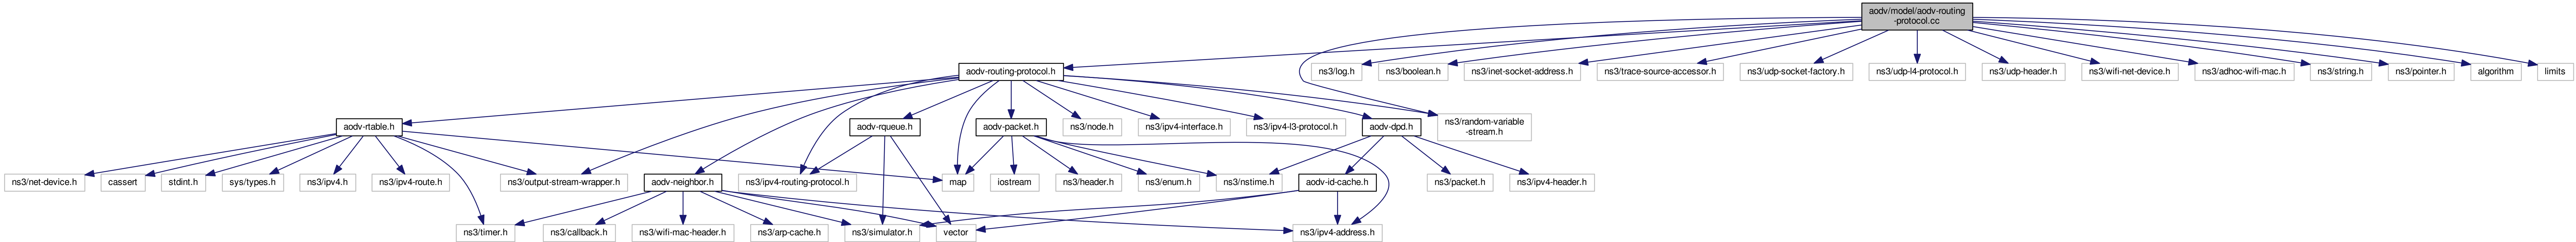 aodv/model/aodv-routing
-protocol.cc
aodv-routing-protocol.h
ns3/log.h
ns3/boolean.h
ns3/inet-socket-address.h
ns3/trace-source-accessor.h
ns3/udp-socket-factory.h
ns3/udp-l4-protocol.h
ns3/udp-header.h
ns3/wifi-net-device.h
ns3/adhoc-wifi-mac.h
ns3/string.h
ns3/pointer.h
algorithm
limits
aodv-rtable.h
aodv-rqueue.h
aodv-packet.h
ns3/node.h
ns3/ipv4-interface.h
ns3/ipv4-l3-protocol.h
aodv-dpd.h
ns3/random-variable
-stream.h
ns3/net-device.h
cassert
stdint.h
sys/types.h
ns3/ipv4.h
ns3/ipv4-route.h
ns3/output-stream-wrapper.h
aodv-neighbor.h
ns3/ipv4-routing-protocol.h
map
iostream
ns3/header.h
ns3/enum.h
ns3/nstime.h
aodv-id-cache.h
ns3/packet.h
ns3/ipv4-header.h
ns3/timer.h
ns3/callback.h
ns3/wifi-mac-header.h
ns3/arp-cache.h
ns3/simulator.h
vector
ns3/ipv4-address.h